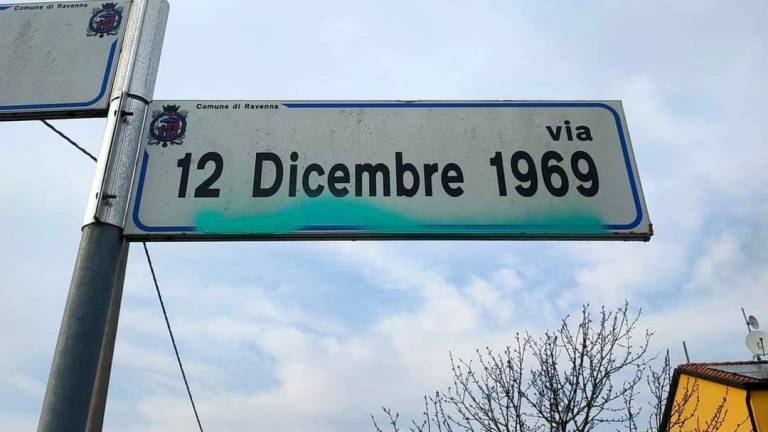 Comune di Ravenna
Comune di Ravenna
via
12 Dicembre 1969